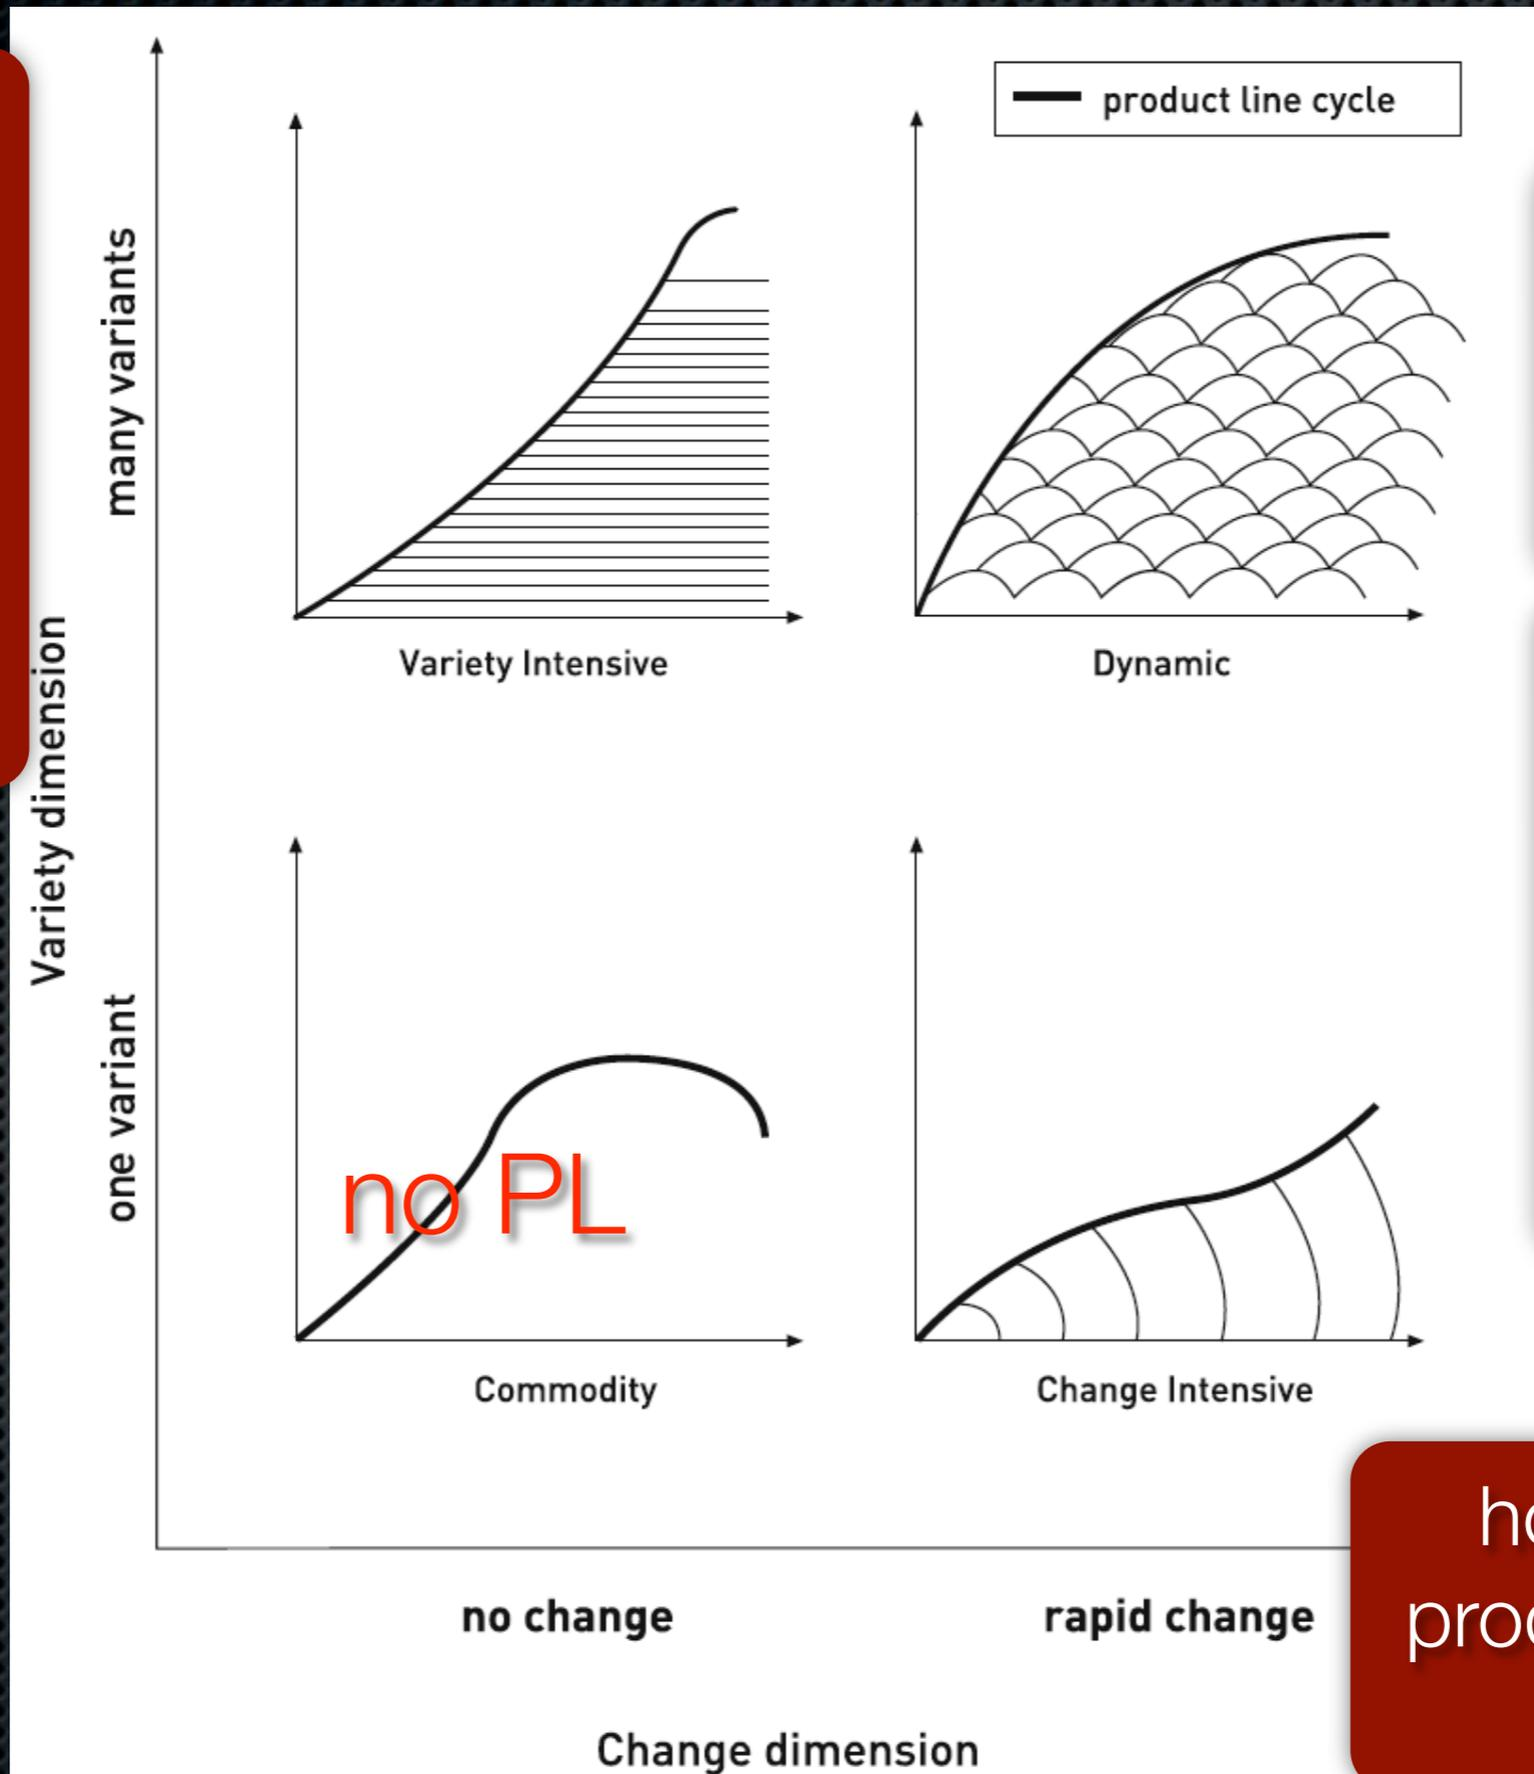 product line cycle
many variants
Variety Intensive
Dynamic
Variety dimension
one variant
no PL
Commodity
Change Intensive
no change
rapid change
Change dimension